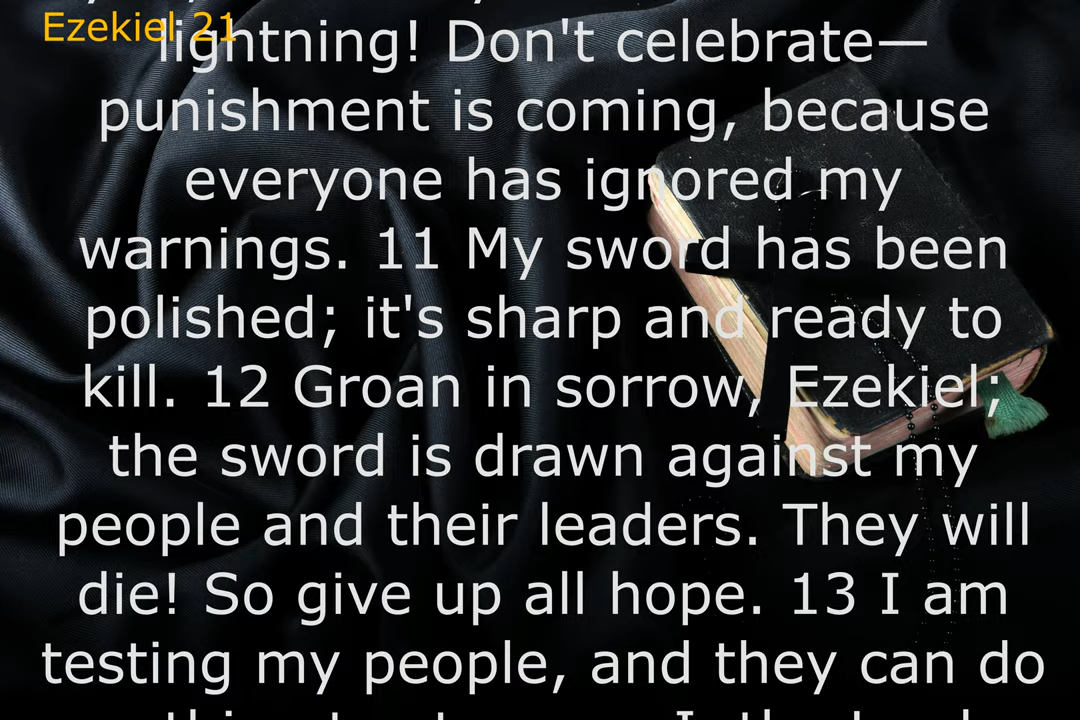 Ezekiel 21
lightning! Don't celebrate—
punishment is coming, because
everyone has ignored my
warnings. 11 My sword has been
polished; it's sharp and ready to
kill. 12 Groan in sorrow, Ezekiel;
the sword is drawn against my
people and their leaders. They will
die! So give up all hope. 13 I am
testing my people, and they can do